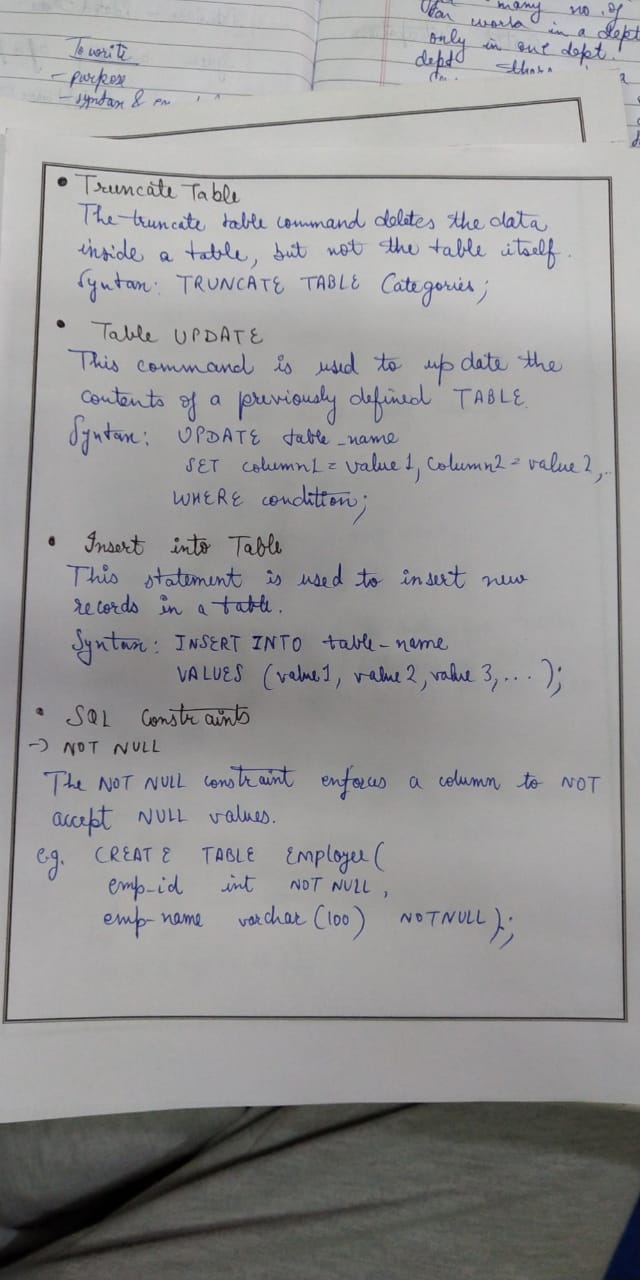 To write
- purpose
- syntax &
many no. of
can work in a dept
only in one dept.
dept
• Truncate Table
The truncate table command deletes the data
inside a table, but not the table itself.
Syntax: TRUNCATE TABLE Categories;
• Table UPDATE
This command is used to update the
contents of a previously defined TABLE.
Syntax: UPDATE table_name
SET column1 = value 1, column2 = value 2,..
WHERE condition;
• Insert into Table
This statement is used to insert new
records in a table.
Syntax: INSERT INTO table-name
VALUES (value1, value 2, value 3,...);
• SQL Constraints
-> NOT NULL
The NOT NULL constraint enforces a column to NOT
accept NULL values.
eg. CREATE TABLE Employee(
emp-id int NOT NULL,
emp-name varchar (100) NOTNULL);